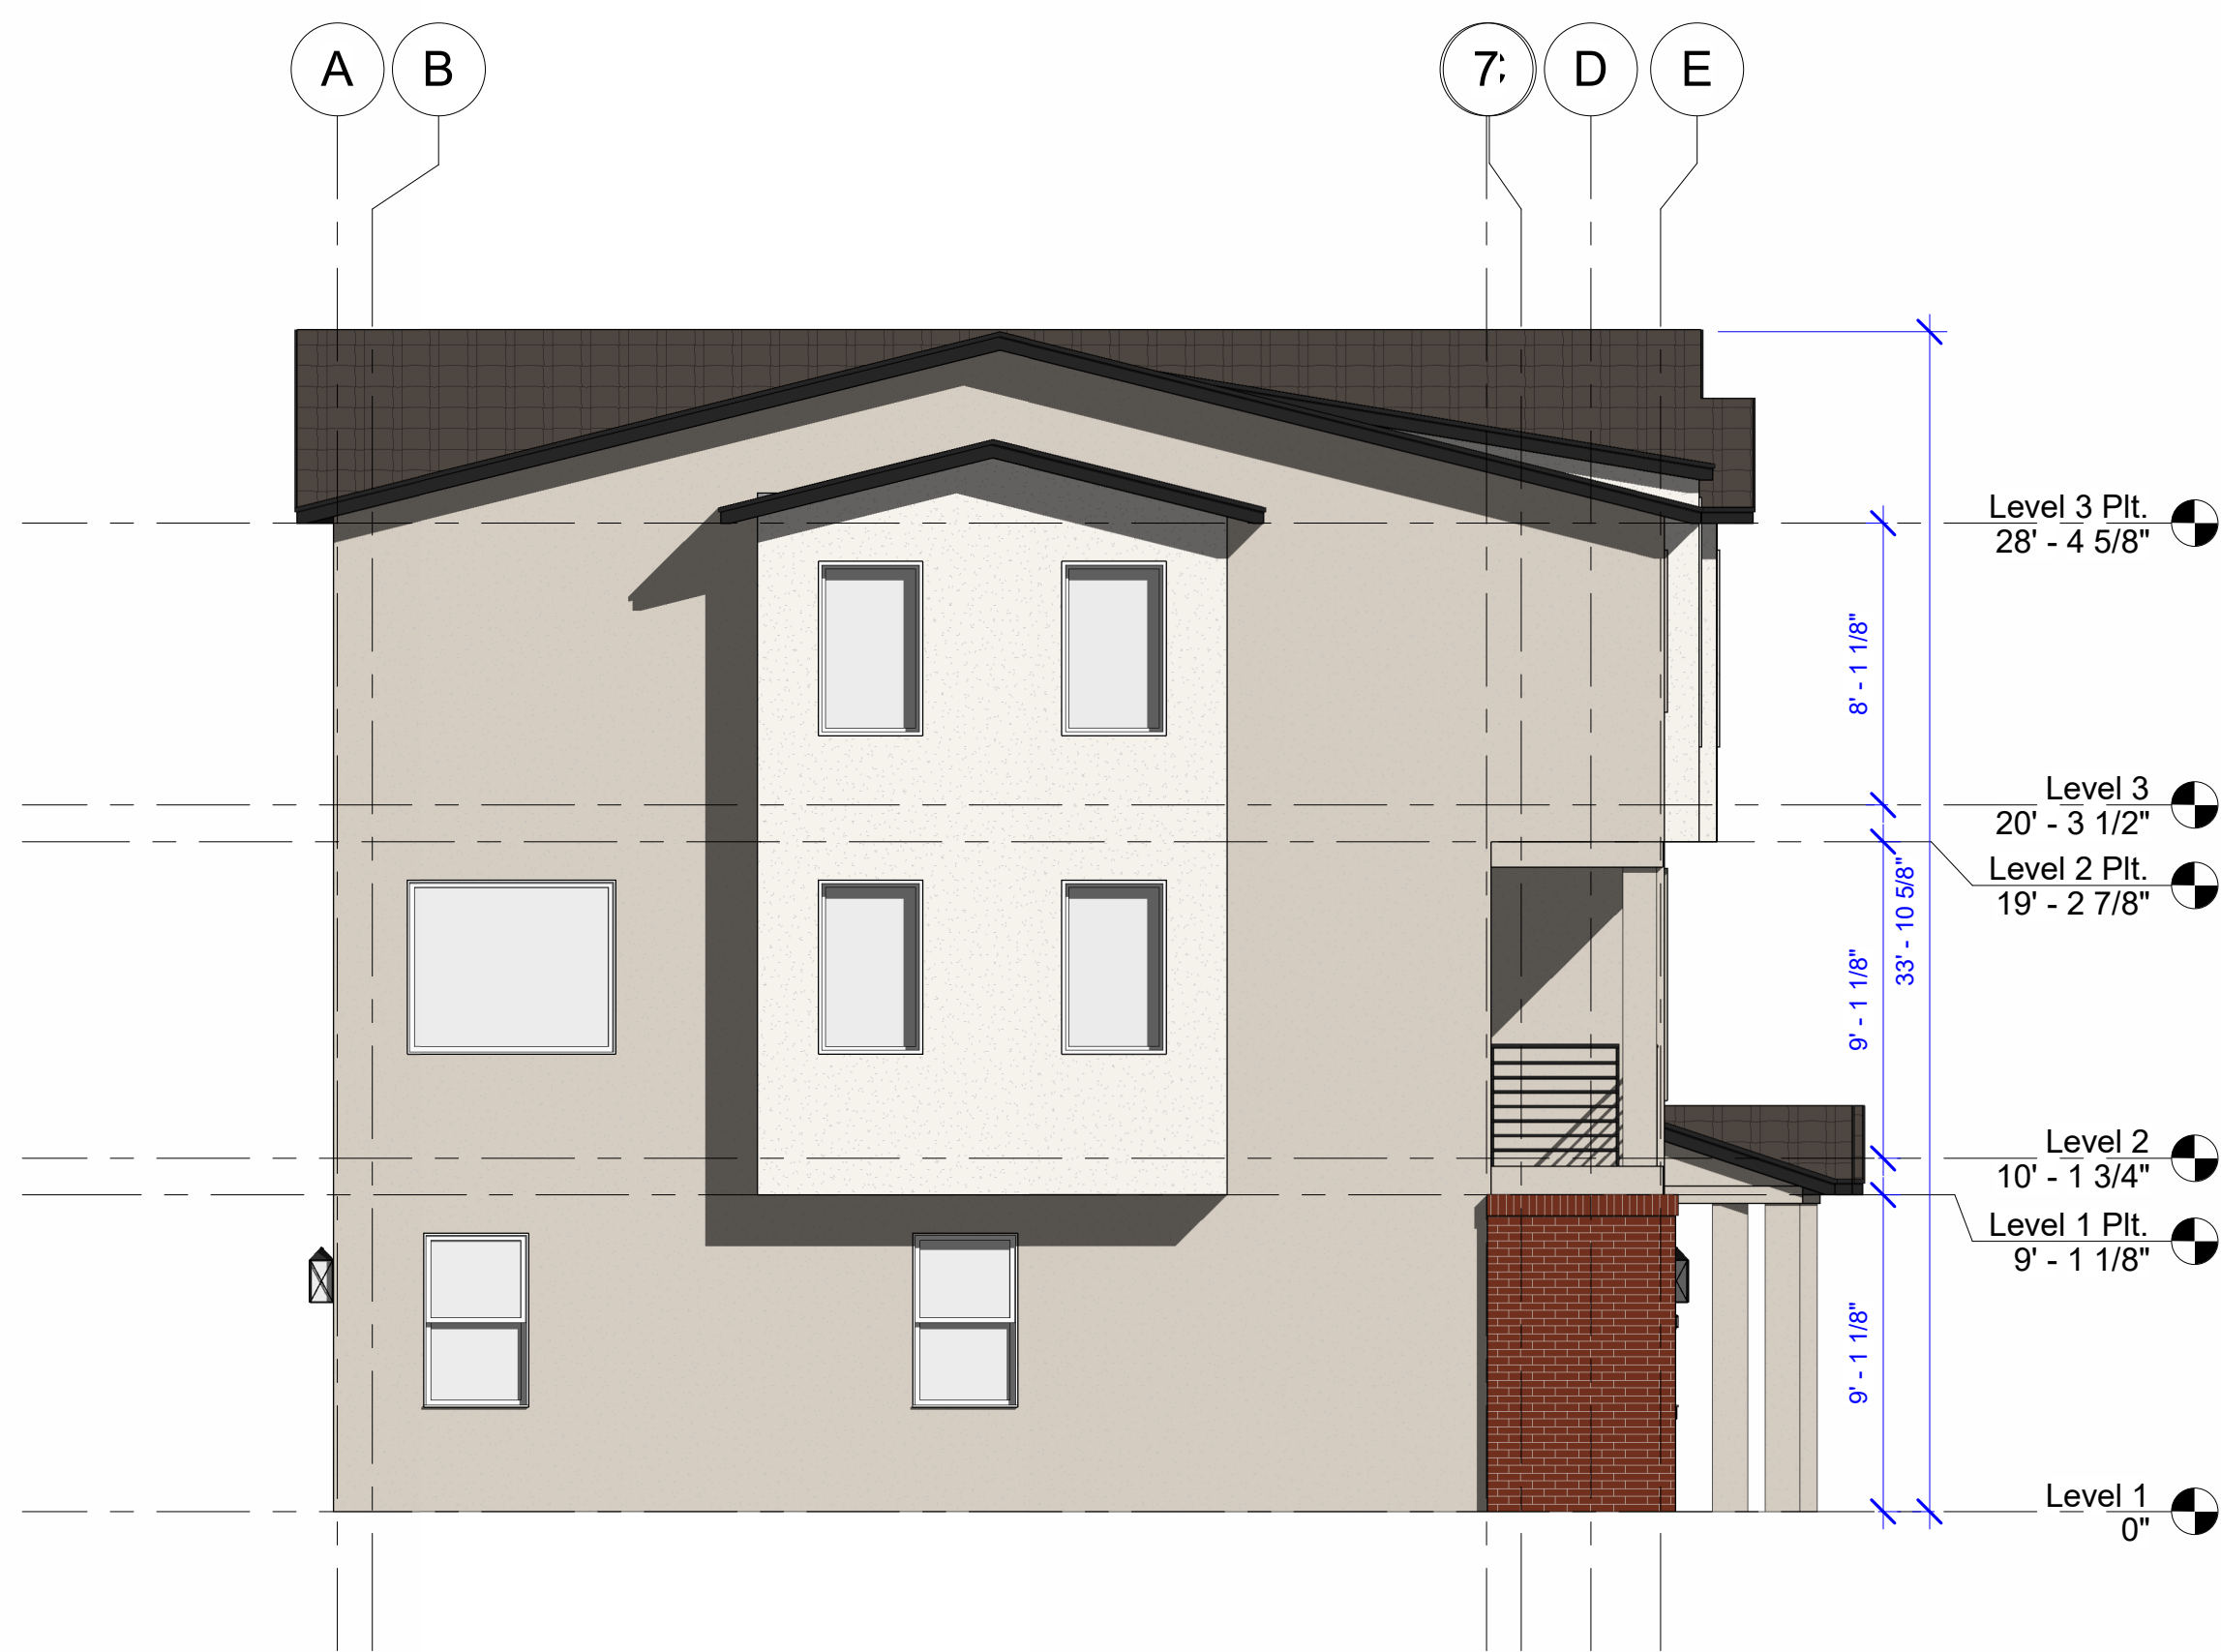 A
B
7
D
E
Level 3 Plt.
28' - 4 5/8"
8' - 1 1/8"
Level 3
20' - 3 1/2"
Level 2 Plt.
19' - 2 7/8"
33' - 10 5/8"
9' - 1 1/8"
Level 2
10' - 1 3/4"
Level 1 Plt.
9' - 1 1/8"
9' - 1 1/8"
Level 1
0"